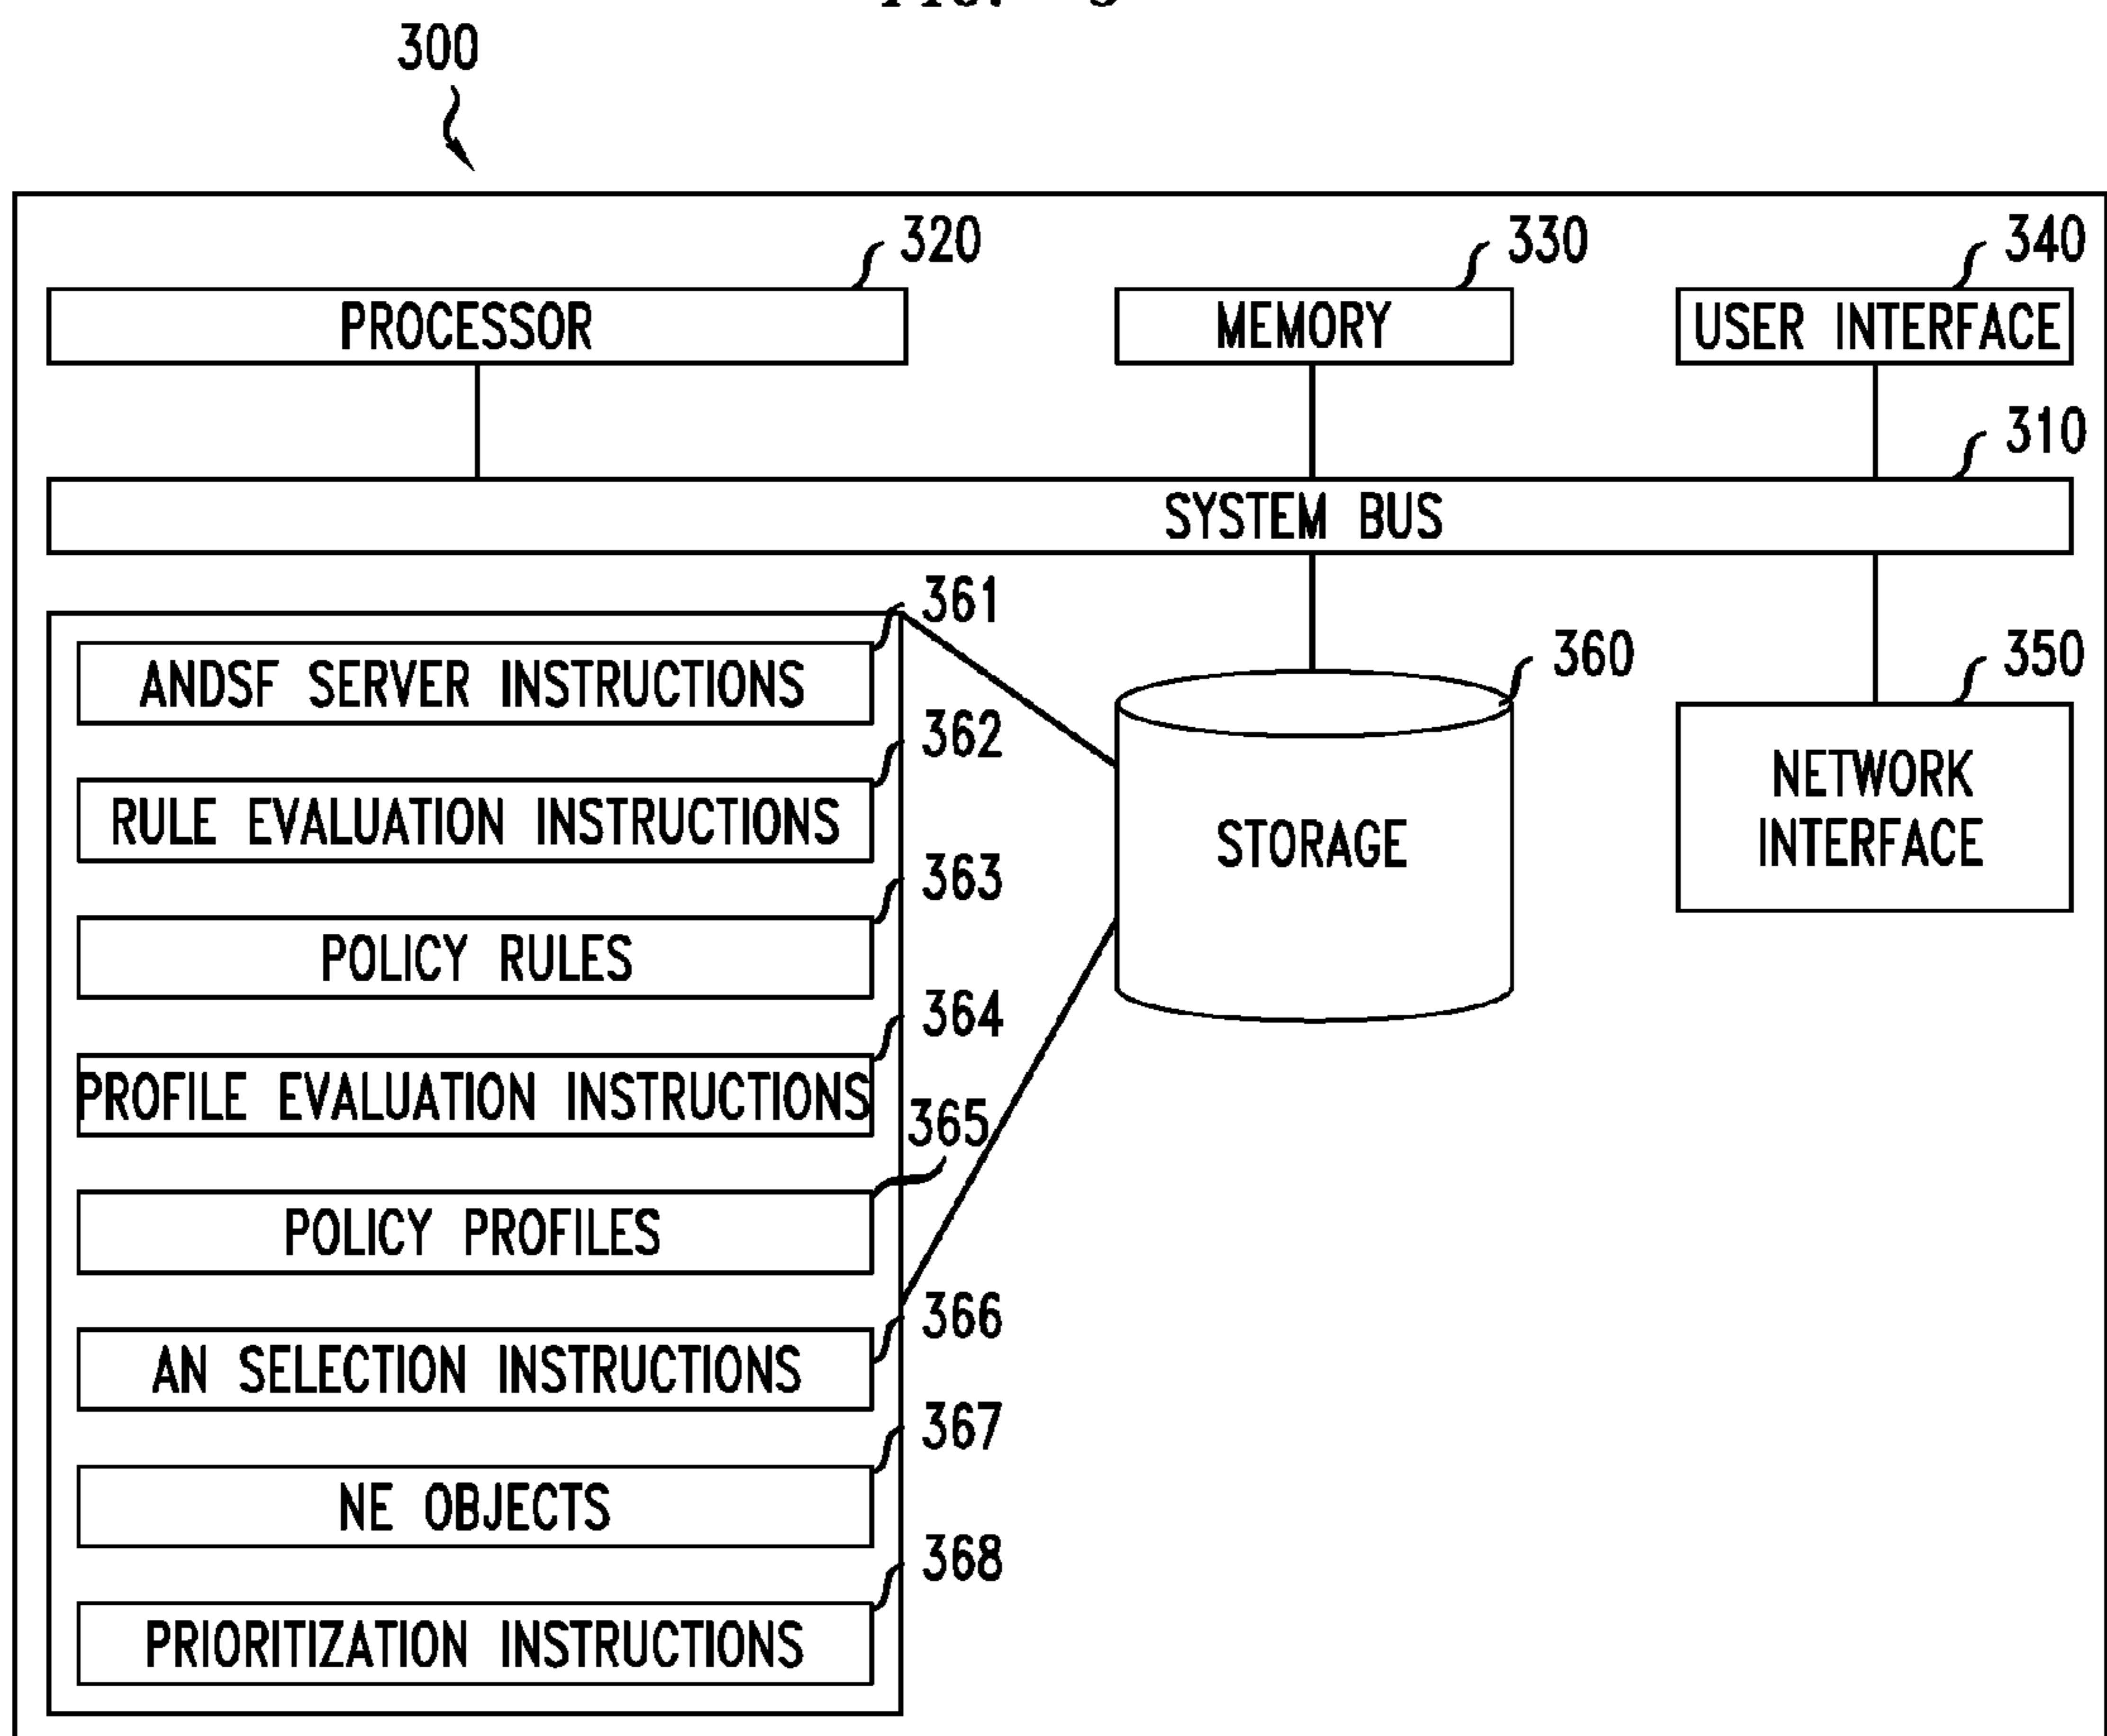 300
320
330
340
PROCESSOR
MEMORY
USER INTERFACE
310
SYSTEM BUS
361
ANDSF SERVER INSTRUCTIONS
362
RULE EVALUATION INSTRUCTIONS
363
POLICY RULES
364
PROFILE EVALUATION INSTRUCTIONS
365
POLICY PROFILES
366
AN SELECTION INSTRUCTIONS
367
NE OBJECTS
368
PRIORITIZATION INSTRUCTIONS
360
STORAGE
350
NETWORK
INTERFACE